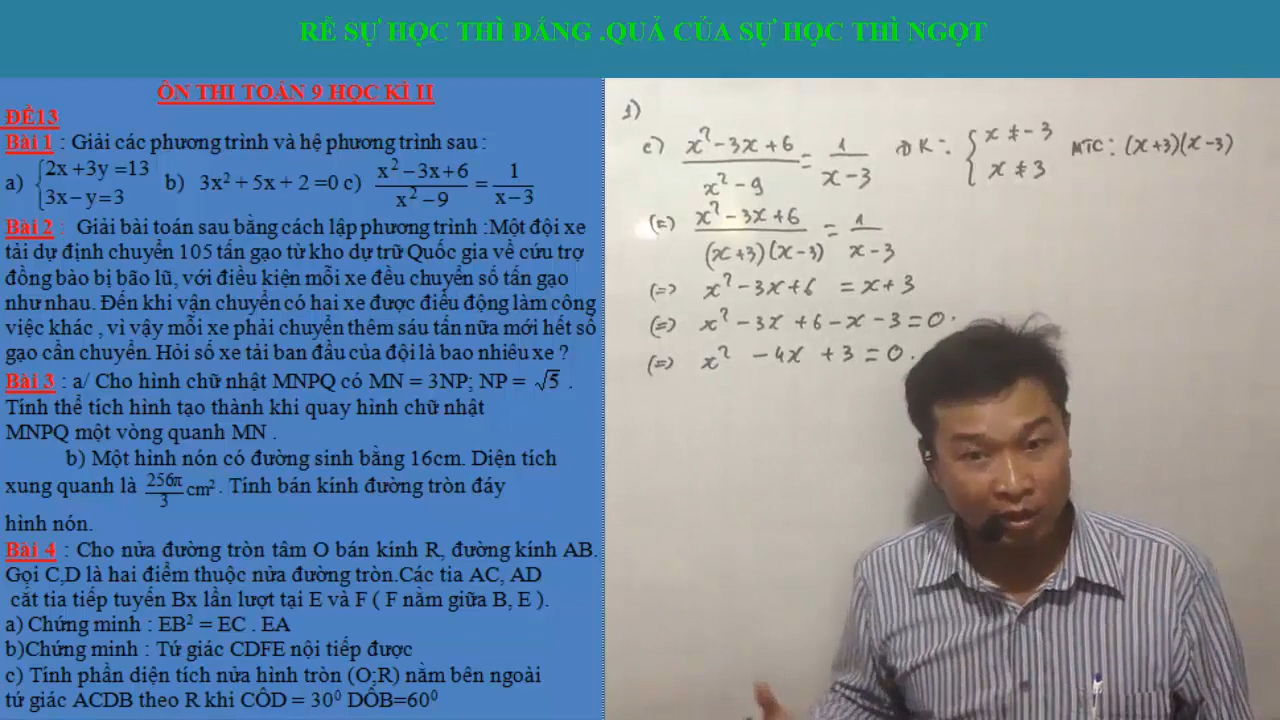 RỄ SỰ HỌC THÌ ĐẮNG .QUẢ CỦA SỰ HỌC THÌ NGỌT
ÔN THI TOÁN 9 HỌC KÌ II
ĐỀ13
Bài 1 : Giải các phương trình và hệ phương trình sau :
a) {2x +3y =13 3x – y = 3 b) 3x² + 5x + 2 =0 c) (x² – 3x + 6)/(x² – 9) = 1/(x – 3)
Bài 2 : Giải bài toán sau bằng cách lập phương trình :Một đội xe
tải dự định chuyển 105 tấn gạo từ kho dự trữ Quốc gia về cứu trợ
đồng bào bị bão lũ, với điều kiện mỗi xe đều chuyển số tấn gạo
như nhau. Đến khi vận chuyển có hai xe được điều động làm công
việc khác , vì vậy mỗi xe phải chuyển thêm sáu tấn nữa mới hết số
gạo cần chuyển. Hỏi số xe tải ban đầu của đội là bao nhiêu xe ?
Bài 3 : a/ Cho hình chữ nhật MNPQ có MN = 3NP; NP = √5 .
Tính thể tích hình tạo thành khi quay hình chữ nhật
MNPQ một vòng quanh MN .
b) Một hình nón có đường sinh bằng 16cm. Diện tích
xung quanh là 256π/3 cm² . Tính bán kính đường tròn đáy
hình nón.
Bài 4 : Cho nửa đường tròn tâm O bán kính R, đường kính AB.
Gọi C,D là hai điểm thuộc nửa đường tròn.Các tia AC, AD
cắt tia tiếp tuyến Bx lần lượt tại E và F ( F nằm giữa B, E ).
a) Chứng minh : EB² = EC . EA
b)Chứng minh : Tứ giác CDFE nội tiếp được
c) Tính phần diện tích nửa hình tròn (O;R) nằm bên ngoài
tứ giác ACDB theo R khi CÔD = 30⁰ DÔB=60⁰
1)
c) (x² – 3x + 6)/(x² – 9) = 1/(x – 3) ĐK: {x ≠ – 3 x ≠ 3 MTC: (x+3)(x–3)
(=) (x² – 3x + 6)/((x+3)(x–3)) = 1/(x – 3)
(=) x² – 3x + 6 = x + 3
(=) x² – 3x + 6 – x – 3 = 0.
(=) x² – 4x + 3 = 0.